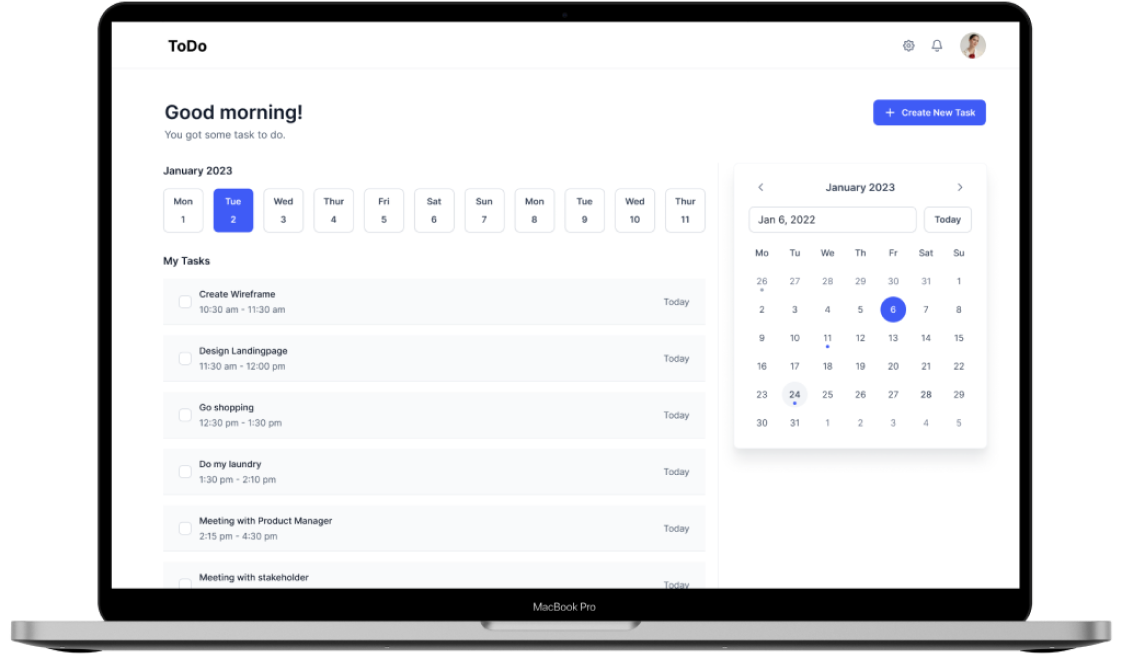 ToDo
Good morning!
You got some task to do.
+ Create New Task
January 2023
Mon Tue Wed Thur Fri Sat Sun Mon Tue Wed Thur
1 2 3 4 5 6 7 8 9 10 11
My Tasks
Create Wireframe
10:30 am - 11:30 am
Today
Design Landingpage
11:30 am - 12:00 pm
Today
Go shopping
12:30 pm - 1:30 pm
Today
Do my laundry
1:30 pm - 2:10 pm
Today
Meeting with Product Manager
2:15 pm - 4:30 pm
Today
Meeting with stakeholder
Today
January 2023
Jan 6, 2022
Today
Mo Tu We Th Fr Sat Su
26 27 28 29 30 31 1
2 3 4 5 6 7 8
9 10 11 12 13 14 15
16 17 18 19 20 21 22
23 24 25 26 27 28 29
30 31 1 2 3 4 5
MacBook Pro